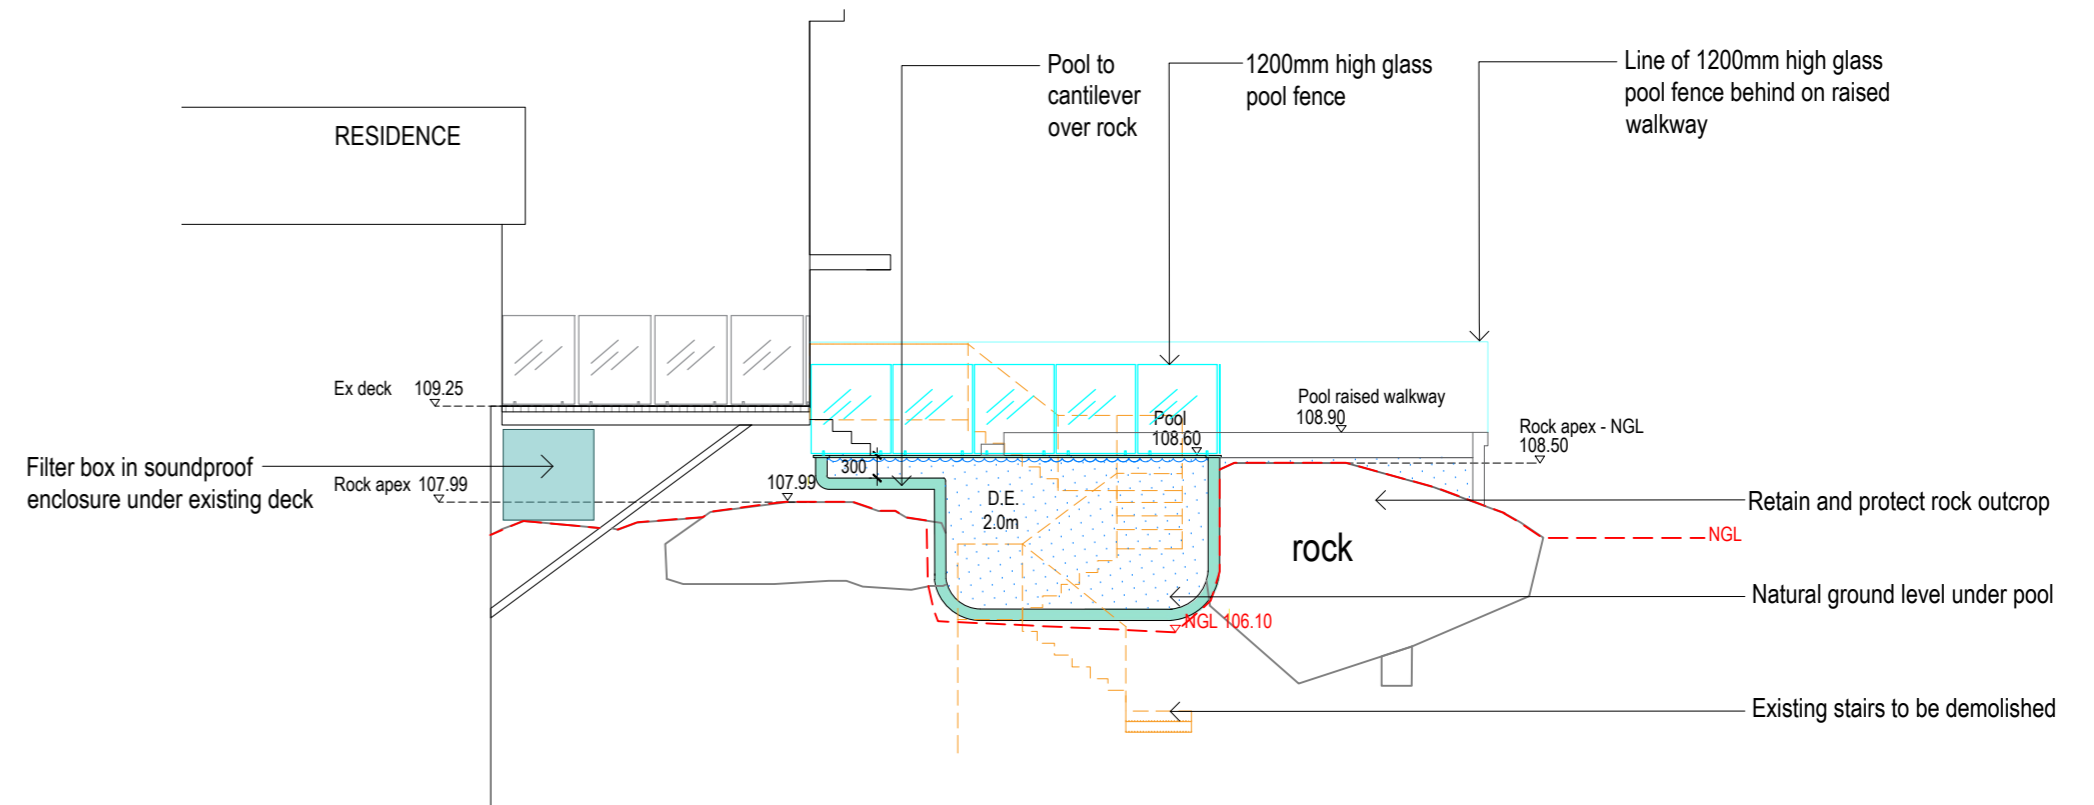 Pool to
cantilever
over rock
1200mm high glass
pool fence
Line of 1200mm high glass
pool fence behind on raised
walkway
RESIDENCE
Ex deck 109.25
Pool raised walkway
108.90
Pool
108.60
Rock apex - NGL
108.50
Filter box in soundproof
enclosure under existing deck
Rock apex 107.99
107.99
300
D.E.
2.0m
Retain and protect rock outcrop
rock
NGL
Natural ground level under pool
NGL 106.10
Existing stairs to be demolished